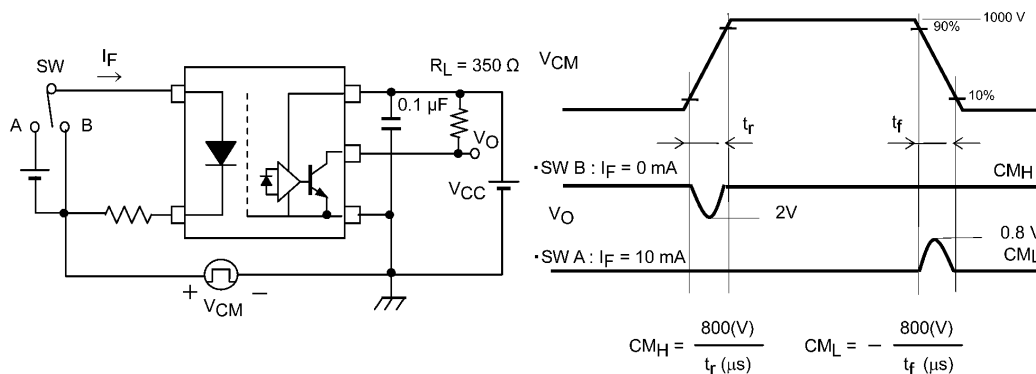 SW
I_F
A
B
R_L = 350 Ω
0.1 μF
V_O
V_CC
+ V_CM −
V_CM
1000 V
90%
10%
t_r
t_f
・SW B : I_F = 0 mA
CM_H
V_O
2V
0.8 V
・SW A : I_F = 10 mA
CM_L
CM_H = 800(V) / t_r (μs)
CM_L = − 800(V) / t_f (μs)